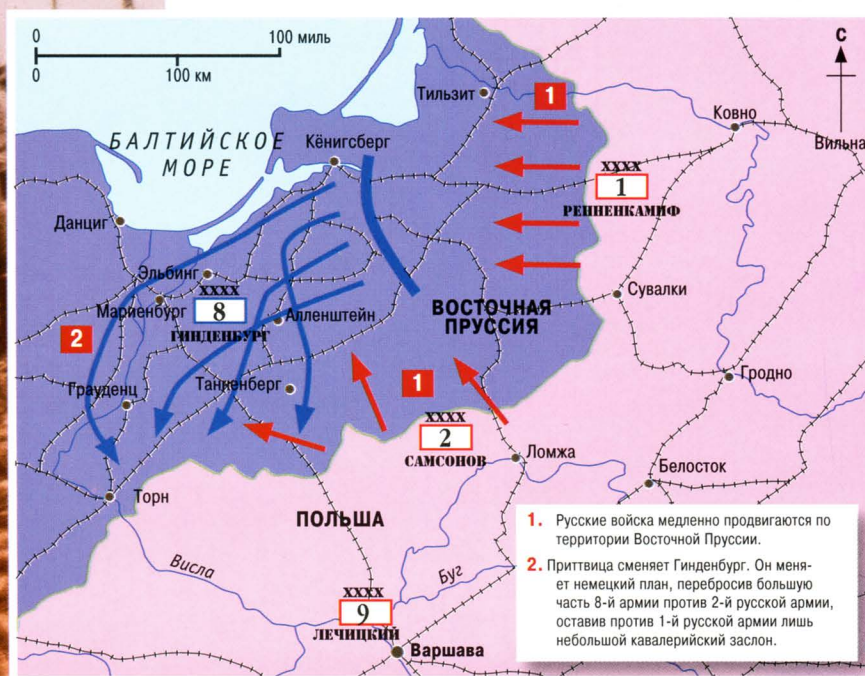 0 100 миль
0 100 км
С
Тильзит
1
Ковно
БАЛТИЙСКОЕ
МОРЕ
Кёнигсберг
Вильна
XXXX
1
РЕННЕНКАМПФ
Данциг
Эльбинг
XXXX
8
ГИНДЕНБУРГ
Мариенбург
Алленштейн
ВОСТОЧНАЯ
ПРУССИЯ
Сувалки
2
Грауденц
Танненберг
1
Гродно
XXXX
2
САМСОНОВ
Ломжа
Белосток
Торн
ПОЛЬША
Висла
Буг
XXXX
9
ЛЕЧИЦКИЙ
Варшава
1. Русские войска медленно продвигаются по
территории Восточной Пруссии.
2. Приттвица сменяет Гинденбург. Он меня-
ет немецкий план, перебросив большую
часть 8-й армии против 2-й русской армии,
оставив против 1-й русской армии лишь
небольшой кавалерийский заслон.